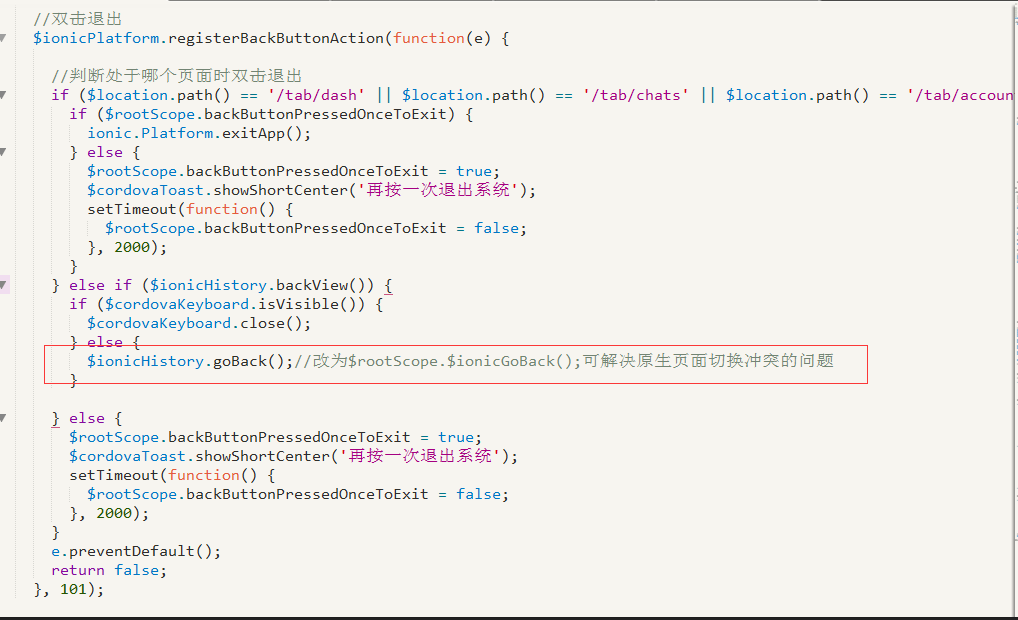 //双击退出
$ionicPlatform.registerBackButtonAction(function(e) {
//判断处于哪个页面时双击退出
if ($location.path() == '/tab/dash' || $location.path() == '/tab/chats' || $location.path() == '/tab/accoun
if ($rootScope.backButtonPressedOnceToExit) {
ionic.Platform.exitApp();
} else {
$rootScope.backButtonPressedOnceToExit = true;
$cordovaToast.showShortCenter('再按一次退出系统');
setTimeout(function() {
$rootScope.backButtonPressedOnceToExit = false;
}, 2000);
}
} else if ($ionicHistory.backView()) {
if ($cordovaKeyboard.isVisible()) {
$cordovaKeyboard.close();
} else {
$ionicHistory.goBack();//改为$rootScope.$ionicGoBack();可解决原生页面切换冲突的问题
}
} else {
$rootScope.backButtonPressedOnceToExit = true;
$cordovaToast.showShortCenter('再按一次退出系统');
setTimeout(function() {
$rootScope.backButtonPressedOnceToExit = false;
}, 2000);
}
e.preventDefault();
return false;
}, 101);